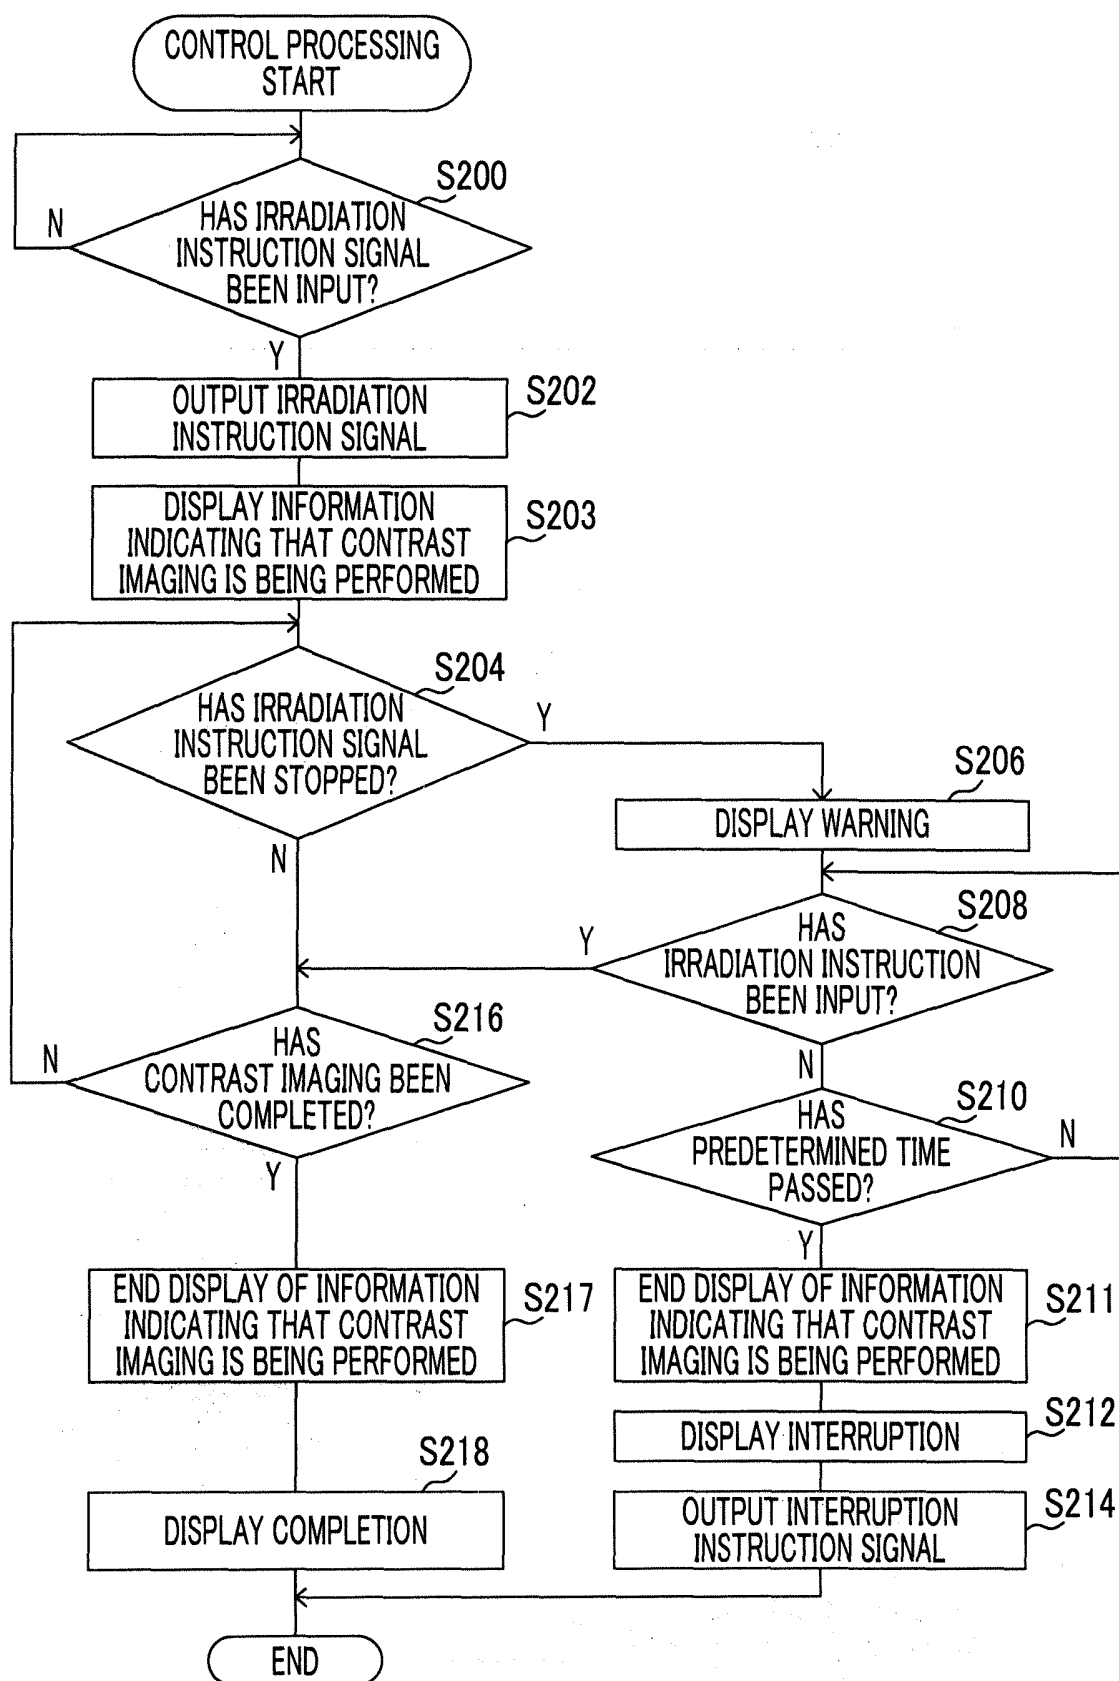 CONTROL PROCESSING
START
S200
N
HAS IRRADIATION
INSTRUCTION SIGNAL
BEEN INPUT?
Y
S202
OUTPUT IRRADIATION
INSTRUCTION SIGNAL
S203
DISPLAY INFORMATION
INDICATING THAT CONTRAST
IMAGING IS BEING PERFORMED
S204
HAS IRRADIATION
INSTRUCTION SIGNAL
BEEN STOPPED?
Y
N
S206
DISPLAY WARNING
S208
HAS
IRRADIATION INSTRUCTION
BEEN INPUT?
Y
N
S216
HAS
CONTRAST IMAGING BEEN
COMPLETED?
N
Y
S210
HAS
PREDETERMINED TIME
PASSED?
N
Y
S217
END DISPLAY OF INFORMATION
INDICATING THAT CONTRAST
IMAGING IS BEING PERFORMED
S211
END DISPLAY OF INFORMATION
INDICATING THAT CONTRAST
IMAGING IS BEING PERFORMED
S212
DISPLAY INTERRUPTION
S218
DISPLAY COMPLETION
S214
OUTPUT INTERRUPTION
INSTRUCTION SIGNAL
END